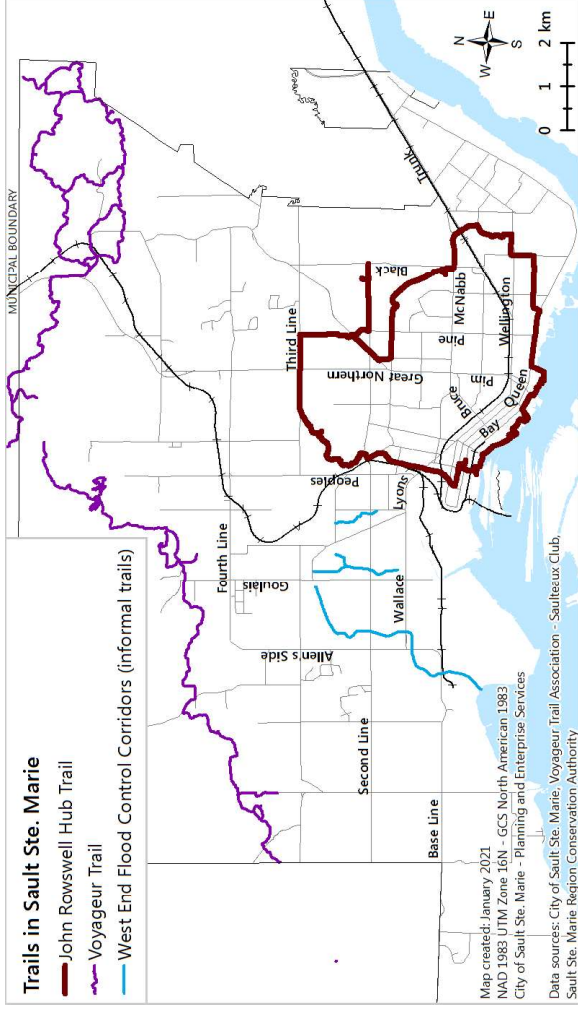 Trails in Sault Ste. Marie
John Rowswell Hub Trail
Voyageur Trail
West End Flood Control Corridors (informal trails)
MUNICIPAL BOUNDARY
Third Line
Fourth Line
Second Line
Base Line
Goulais
Allen's Side
Peoples
Lyons
Wallace
Great Northern
Black
McNabb
Pine
Pim
Bruce
Wellington
Queen
Bay
Trunk
N
E
S
W
0 1 2 km
Map created: January 2021
NAD 1983 UTM Zone 16N - GCS North American 1983
City of Sault Ste. Marie - Planning and Enterprise Services
Data sources: City of Sault Ste. Marie, Voyageur Trail Association - Saulteaux Club,
Sault Ste. Marie Region Conservation Authority